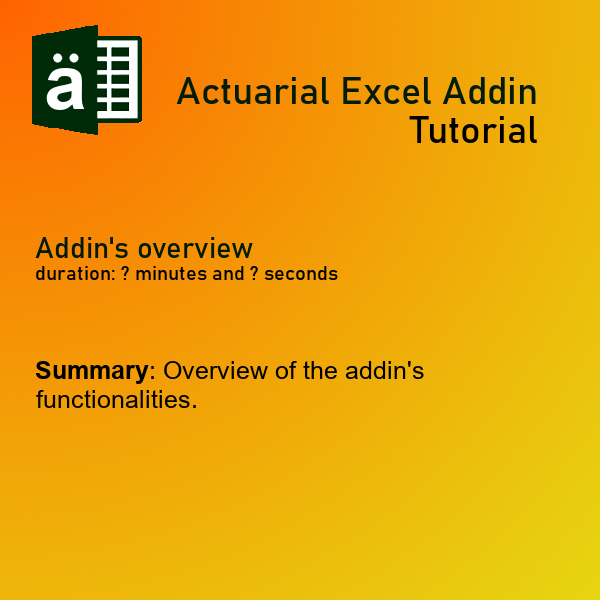 ä
Actuarial Excel Addin
Tutorial
Addin's overview
duration: ? minutes and ? seconds
Summary: Overview of the addin's
functionalities.